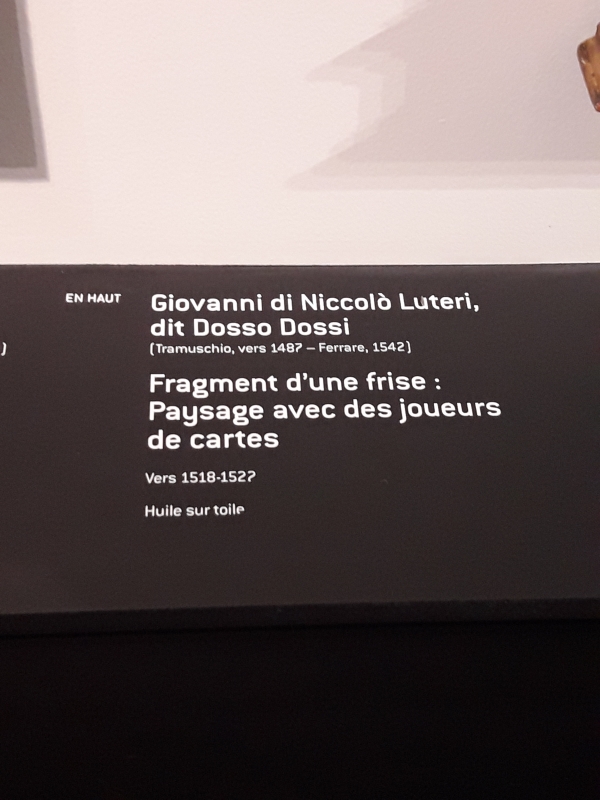 )
EN HAUT
Giovanni di Niccolò Luteri,
dit Dosso Dossi
(Tramuschio, vers 1487 – Ferrare, 1542)
Fragment d'une frise :
Paysage avec des joueurs
de cartes
Vers 1518-1522
Huile sur toile